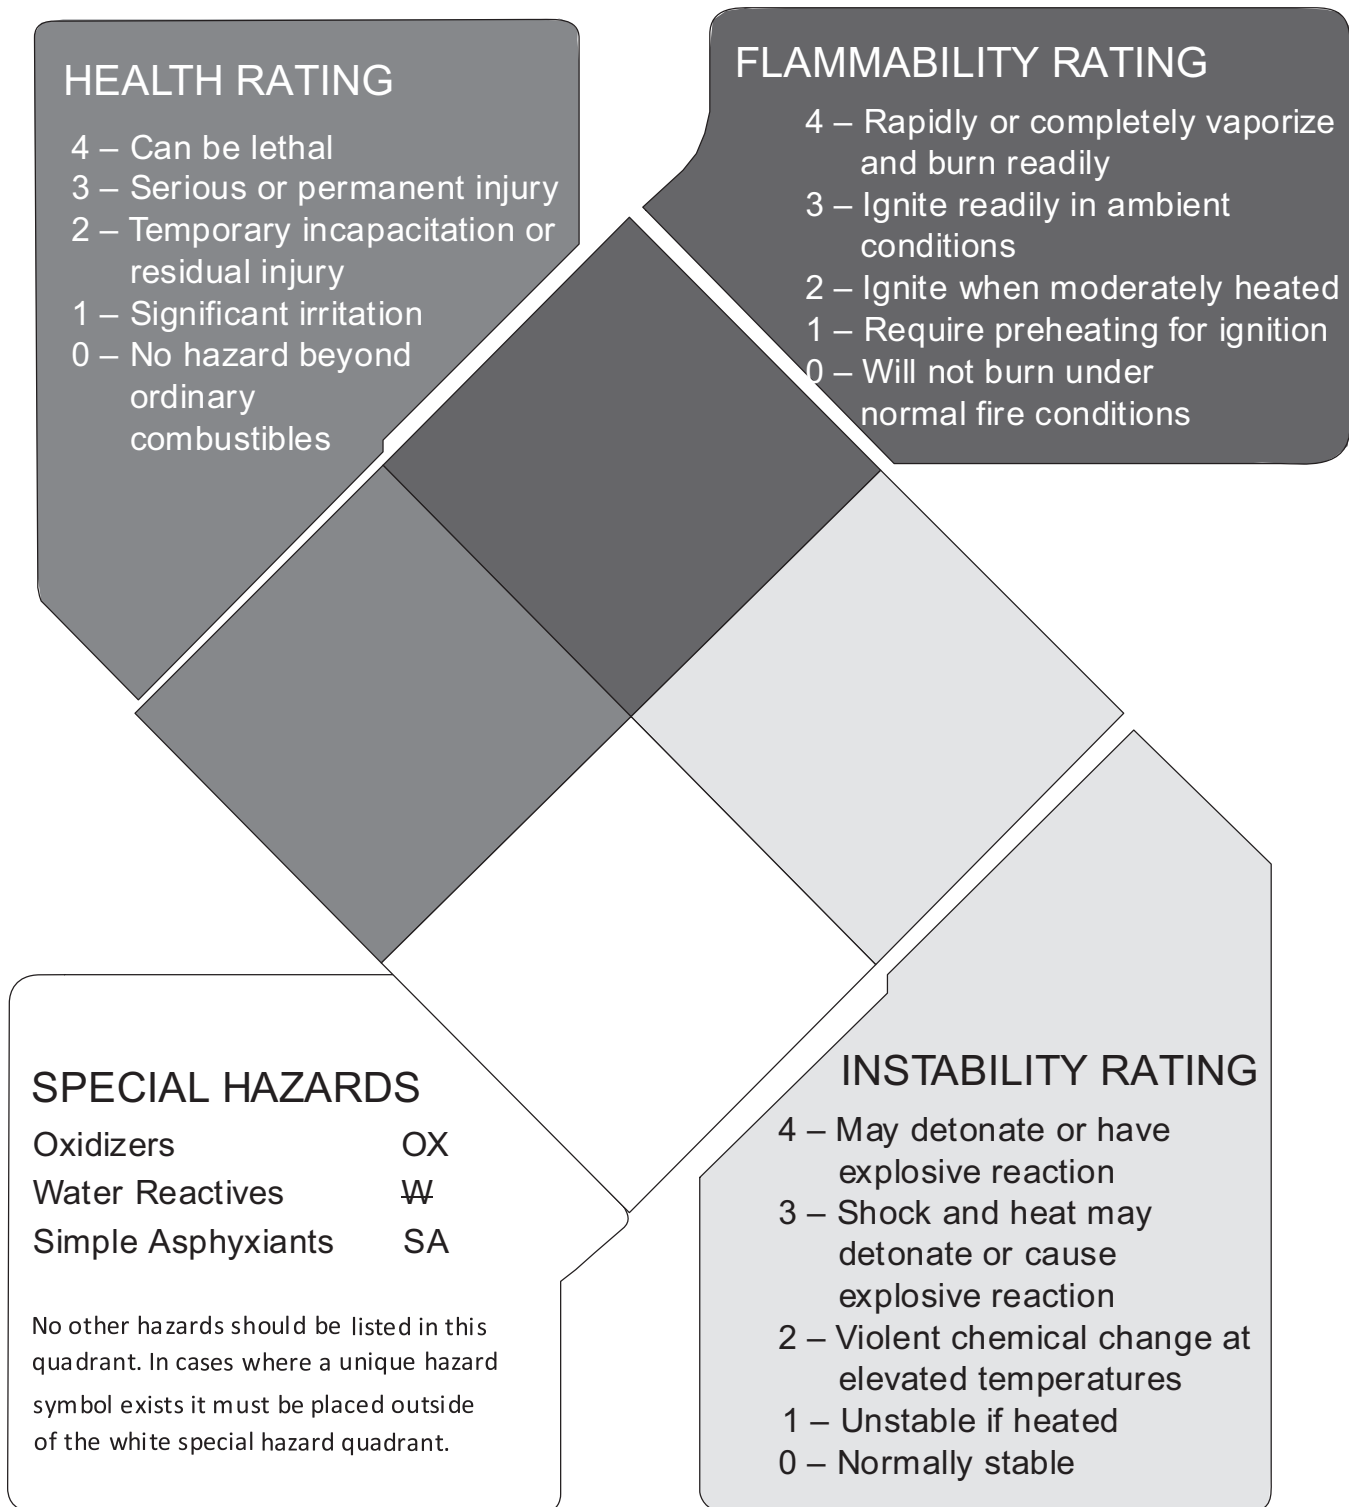 HEALTH RATING
4 – Can be lethal
3 – Serious or permanent injury
2 – Temporary incapacitation or
residual injury
1 – Significant irritation
0 – No hazard beyond
ordinary
combustibles
FLAMMABILITY RATING
4 – Rapidly or completely vaporize
and burn readily
3 – Ignite readily in ambient
conditions
2 – Ignite when moderately heated
1 – Require preheating for ignition
0 – Will not burn under
normal fire conditions
SPECIAL HAZARDS
Oxidizers OX
Water Reactives W̶
Simple Asphyxiants SA
No other hazards should be listed in this
quadrant. In cases where a unique hazard
symbol exists it must be placed outside
of the white special hazard quadrant.
INSTABILITY RATING
4 – May detonate or have
explosive reaction
3 – Shock and heat may
detonate or cause
explosive reaction
2 – Violent chemical change at
elevated temperatures
1 – Unstable if heated
0 – Normally stable